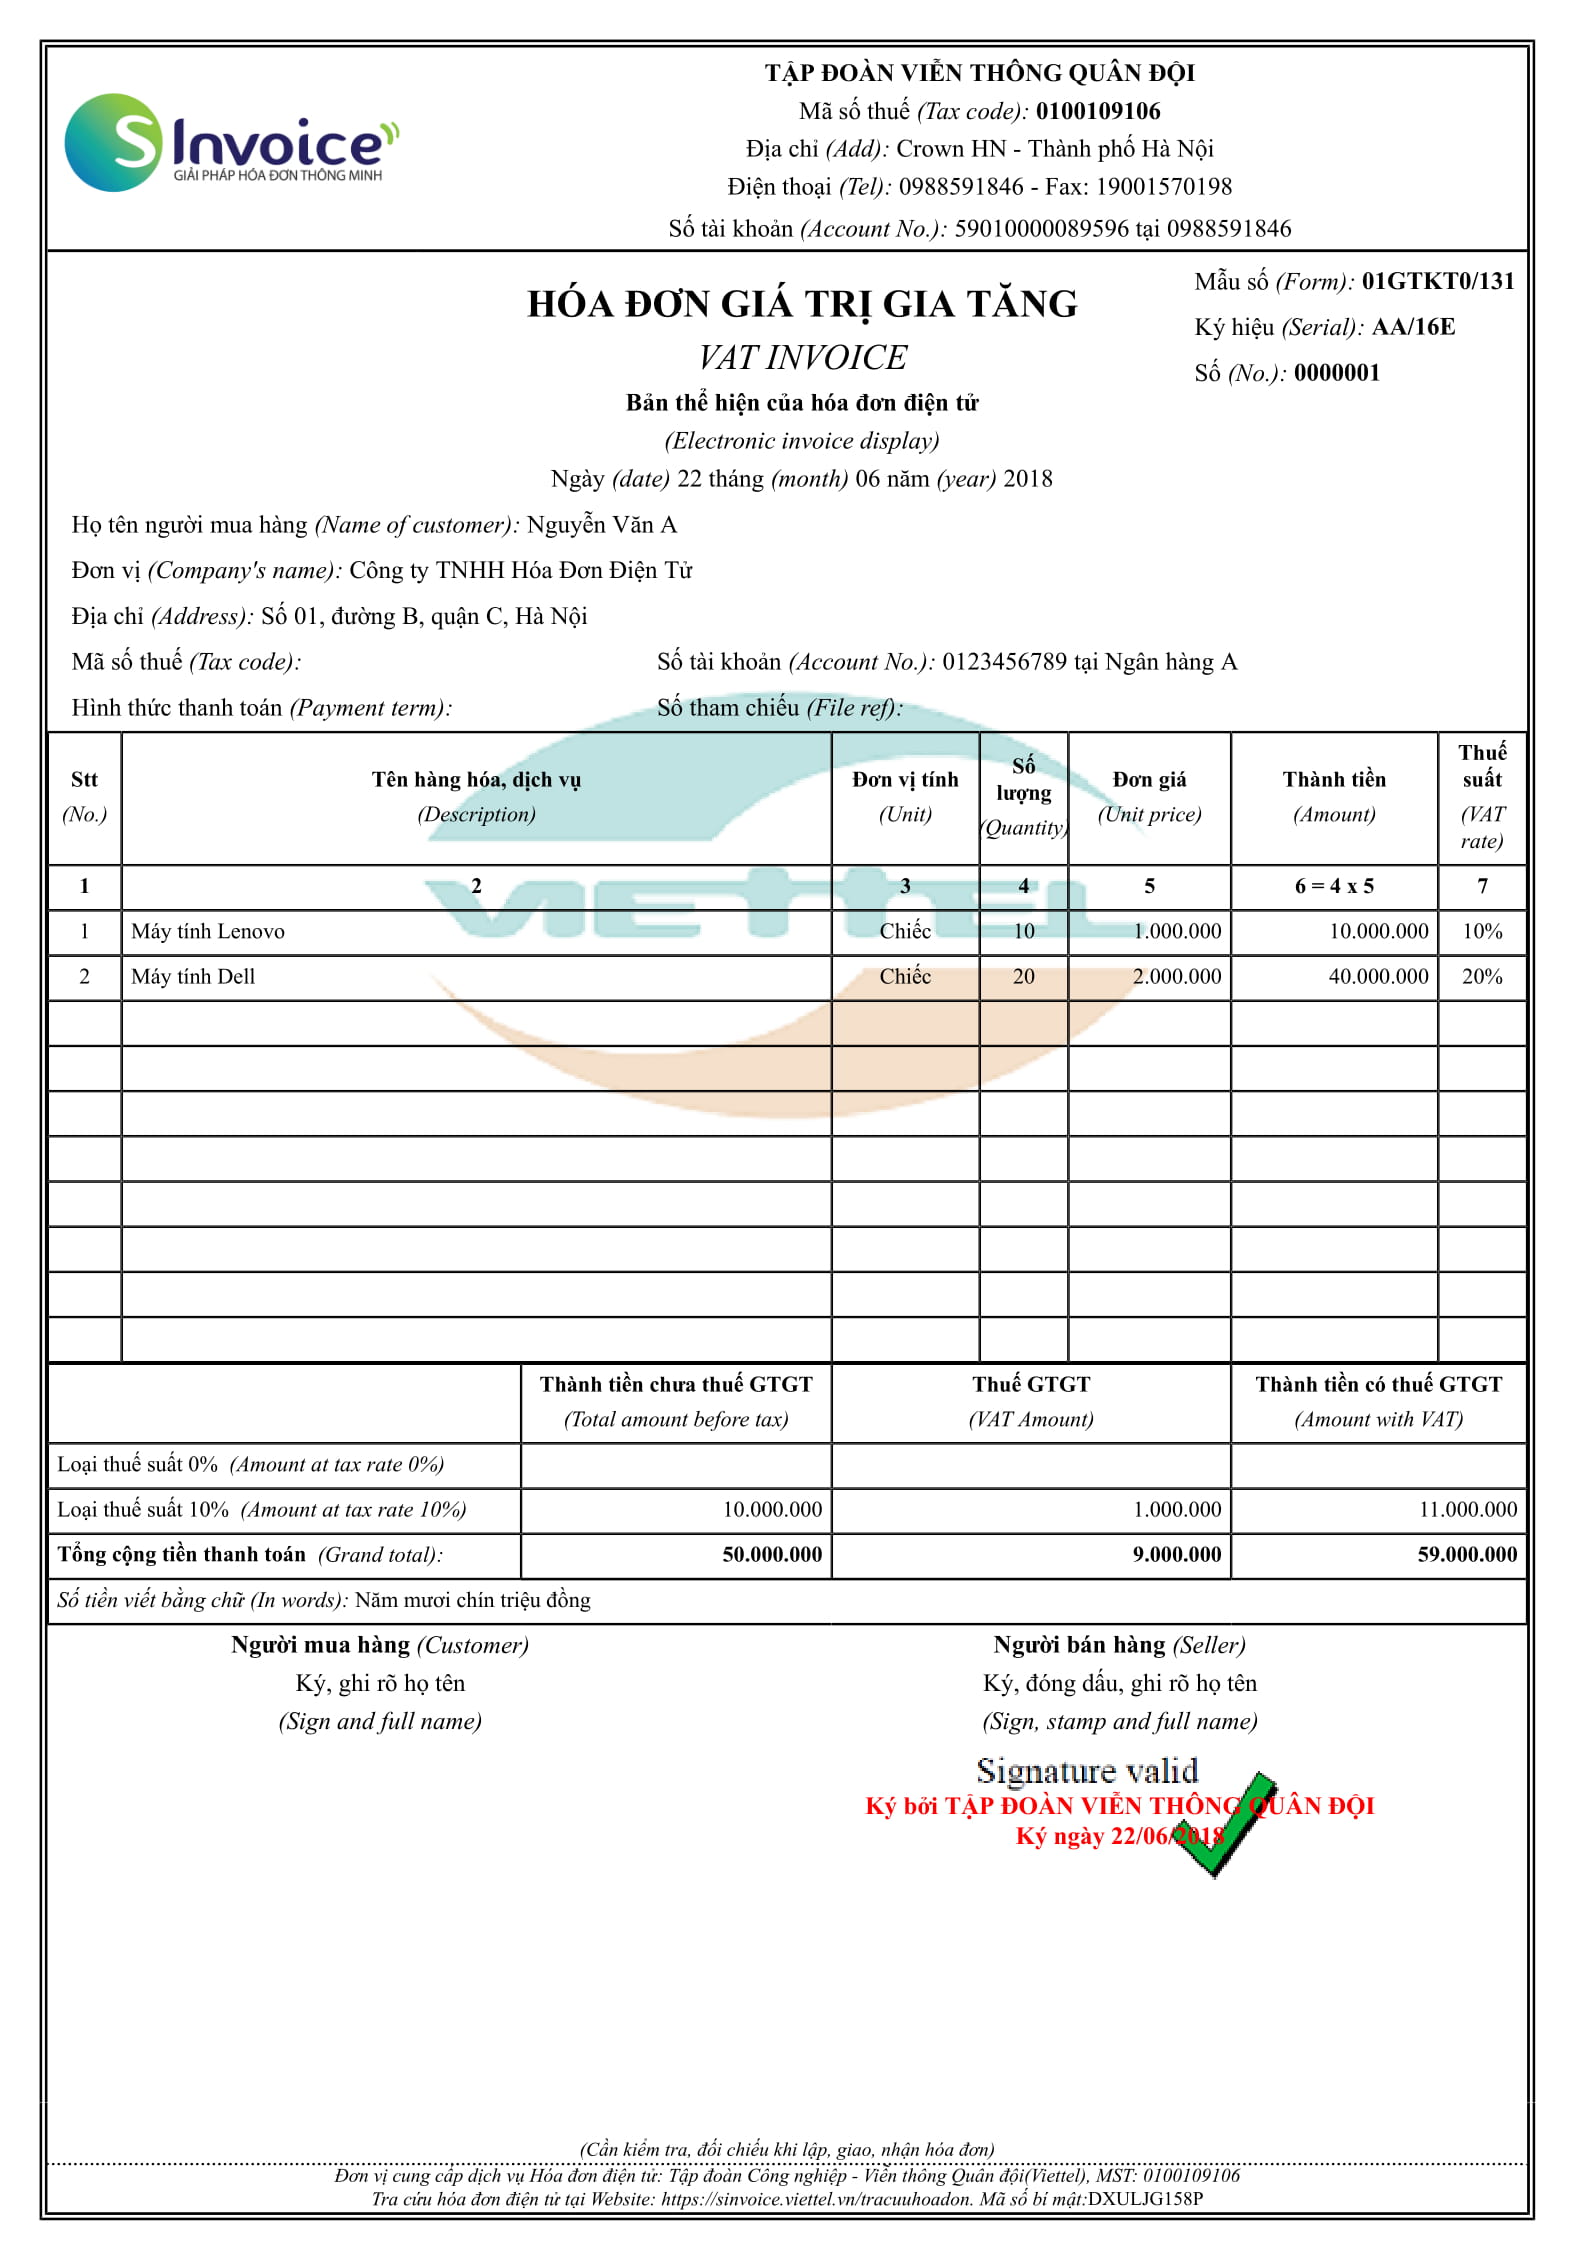 S Invoice
GIẢI PHÁP HÓA ĐƠN THÔNG MINH
TẬP ĐOÀN VIỄN THÔNG QUÂN ĐỘI
Mã số thuế (Tax code): 0100109106
Địa chỉ (Add): Crown HN - Thành phố Hà Nội
Điện thoại (Tel): 0988591846 - Fax: 19001570198
Số tài khoản (Account No.): 59010000089596 tại 0988591846
HÓA ĐƠN GIÁ TRỊ GIA TĂNG
VAT INVOICE
Bản thể hiện của hóa đơn điện tử
(Electronic invoice display)
Ngày (date) 22 tháng (month) 06 năm (year) 2018
Mẫu số (Form): 01GTKT0/131
Ký hiệu (Serial): AA/16E
Số (No.): 0000001
Họ tên người mua hàng (Name of customer): Nguyễn Văn A
Đơn vị (Company's name): Công ty TNHH Hóa Đơn Điện Tử
Địa chỉ (Address): Số 01, đường B, quận C, Hà Nội
Mã số thuế (Tax code): Số tài khoản (Account No.): 0123456789 tại Ngân hàng A
Hình thức thanh toán (Payment term): Số tham chiếu (File ref):
Stt (No.) Tên hàng hóa, dịch vụ (Description) Đơn vị tính (Unit) Số lượng (Quantity) Đơn giá (Unit price) Thành tiền (Amount) Thuế suất (VAT rate)
1 2 3 4 5 6 = 4 x 5 7
VIETTEL
1 Máy tính Lenovo Chiếc 10 1.000.000 10.000.000 10%
2 Máy tính Dell Chiếc 20 2.000.000 40.000.000 20%
Thành tiền chưa thuế GTGT (Total amount before tax) Thuế GTGT (VAT Amount) Thành tiền có thuế GTGT (Amount with VAT)
Loại thuế suất 0% (Amount at tax rate 0%)
Loại thuế suất 10% (Amount at tax rate 10%) 10.000.000 1.000.000 11.000.000
Tổng cộng tiền thanh toán (Grand total): 50.000.000 9.000.000 59.000.000
Số tiền viết bằng chữ (In words): Năm mươi chín triệu đồng
Người mua hàng (Customer) Người bán hàng (Seller)
Ký, ghi rõ họ tên Ký, đóng dấu, ghi rõ họ tên
(Sign and full name) (Sign, stamp and full name)
Signature valid
Ký bởi TẬP ĐOÀN VIỄN THÔNG QUÂN ĐỘI
Ký ngày 22/06/2018
(Cần kiểm tra, đối chiếu khi lập, giao, nhận hóa đơn)
Đơn vị cung cấp dịch vụ Hóa đơn điện tử: Tập đoàn Công nghiệp - Viễn thông Quân đội(Viettel), MST: 0100109106
Tra cứu hóa đơn điện tử tại Website: https://sinvoice.viettel.vn/tracuuhoadon. Mã số bí mật:DXULJG158P